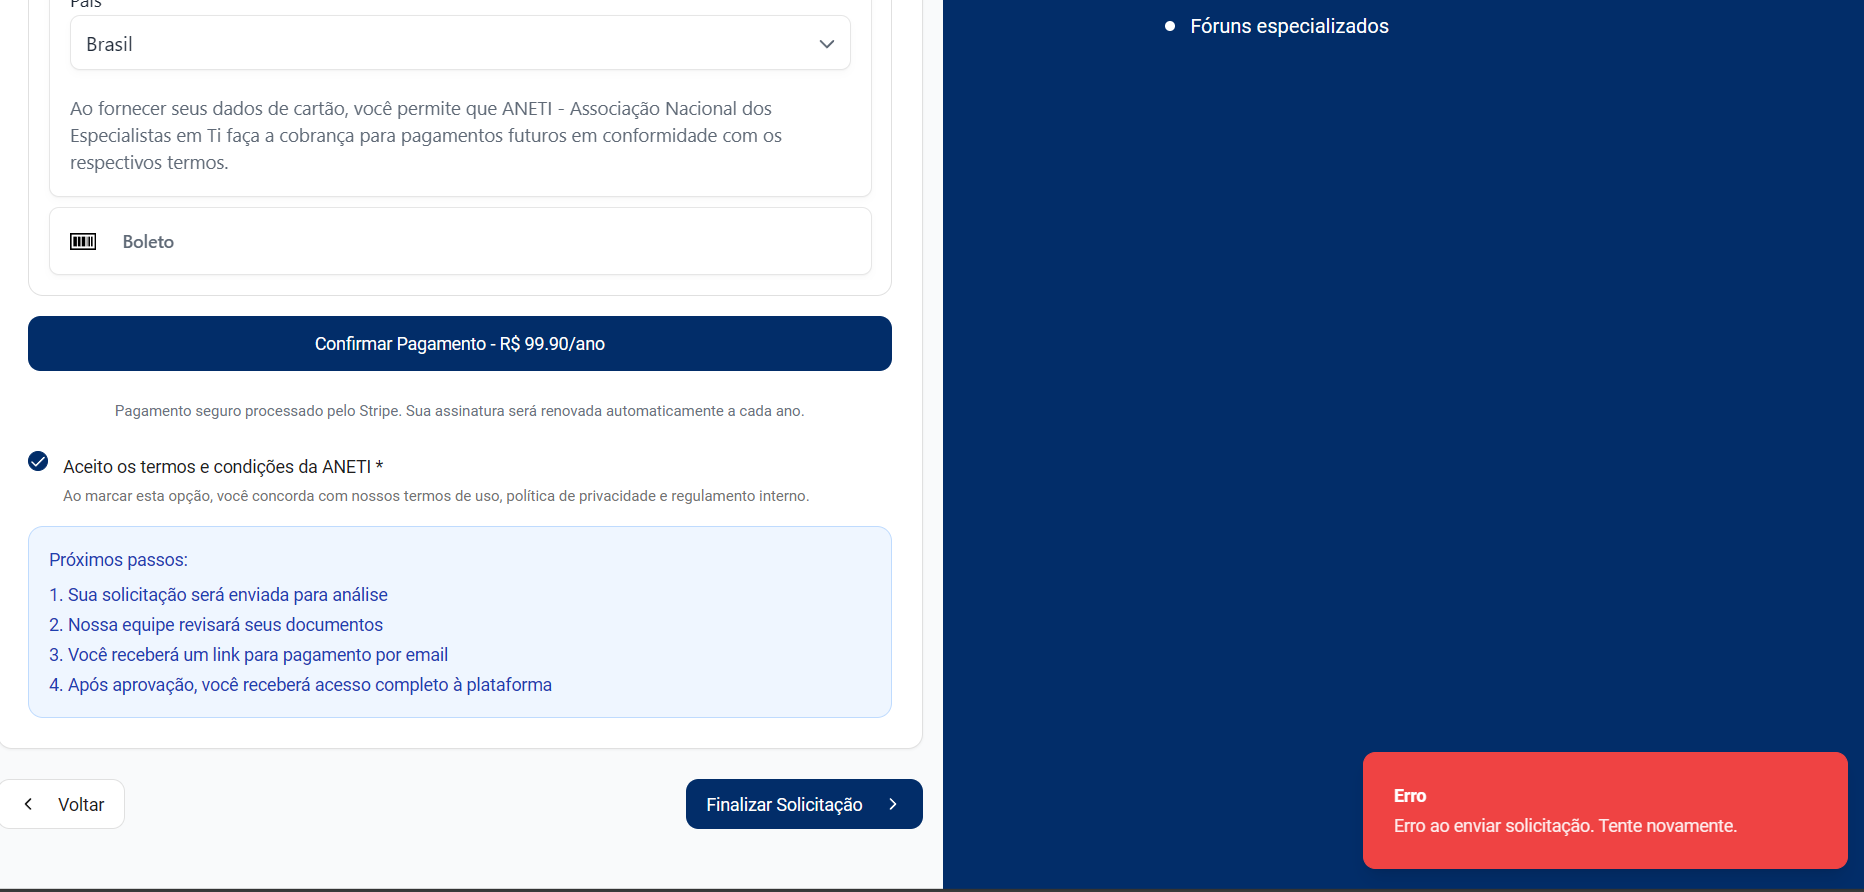 País
Brasil
Ao fornecer seus dados de cartão, você permite que ANETI - Associação Nacional dos
Especialistas em Ti faça a cobrança para pagamentos futuros em conformidade com os
respectivos termos.
Boleto
Confirmar Pagamento - R$ 99.90/ano
Pagamento seguro processado pelo Stripe. Sua assinatura será renovada automaticamente a cada ano.
Aceito os termos e condições da ANETI *
Ao marcar esta opção, você concorda com nossos termos de uso, política de privacidade e regulamento interno.
Próximos passos:
1. Sua solicitação será enviada para análise
2. Nossa equipe revisará seus documentos
3. Você receberá um link para pagamento por email
4. Após aprovação, você receberá acesso completo à plataforma
Voltar
Finalizar Solicitação
Fóruns especializados
Erro
Erro ao enviar solicitação. Tente novamente.